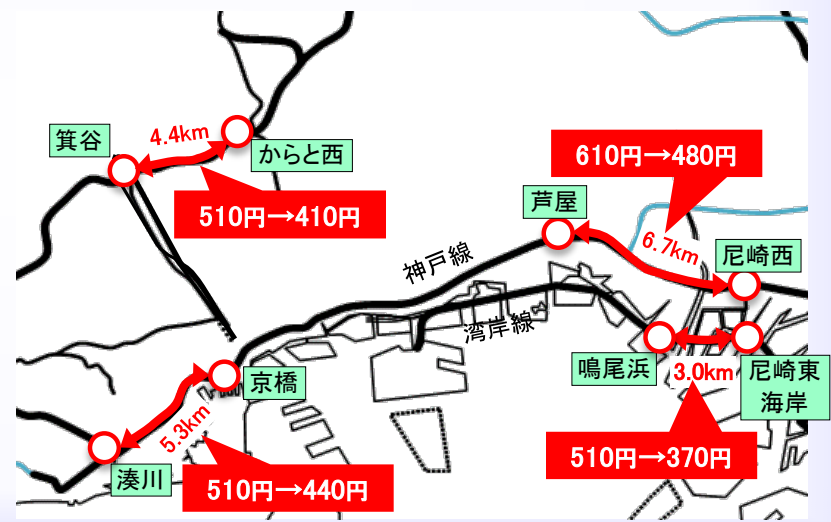 箕谷
4.4km
からと西
510円→410円
610円→480円
芦屋
6.7km
尼崎西
神戸線
湾岸線
鳴尾浜
3.0km
尼崎東
海岸
510円→370円
京橋
5.3km
湊川
510円→440円